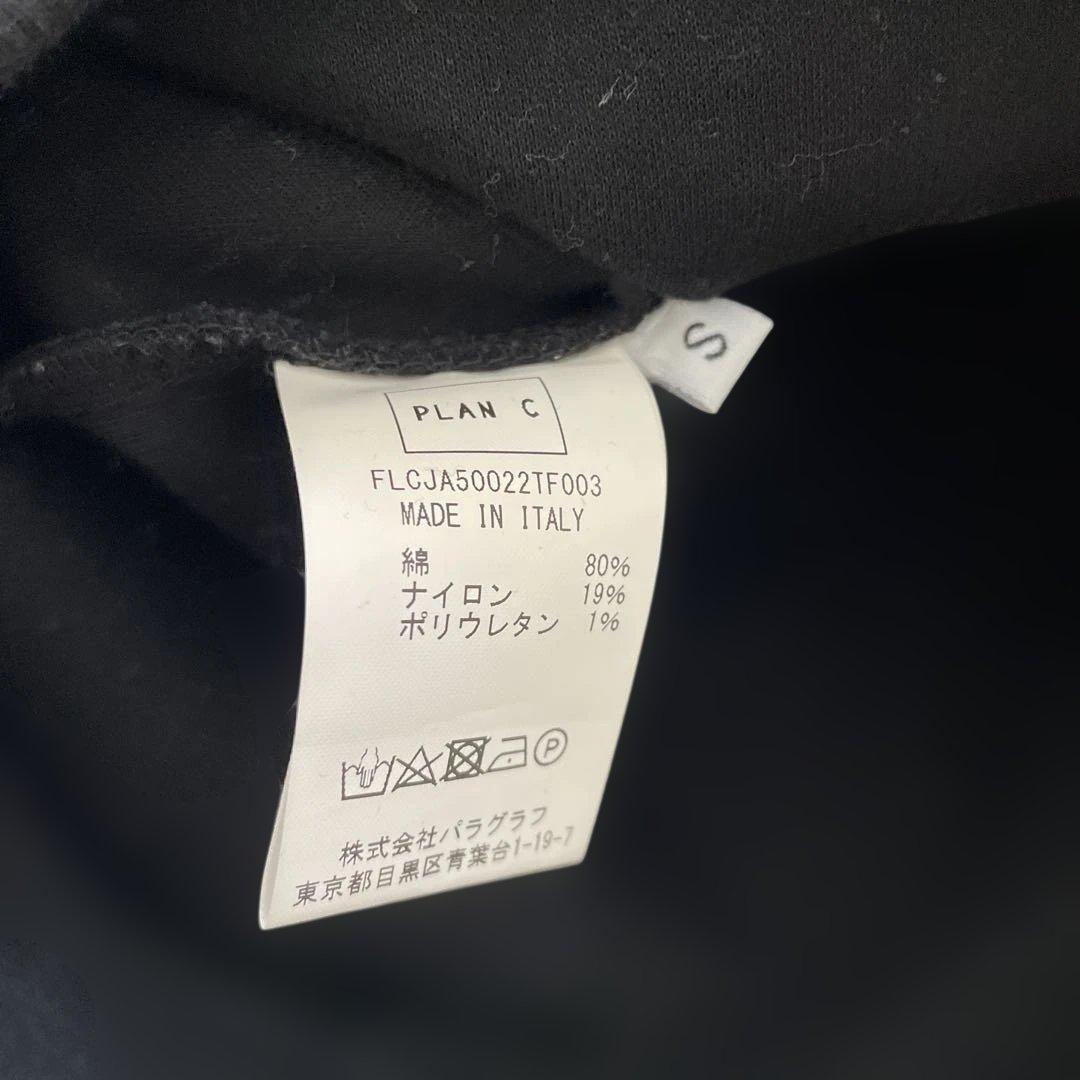 S
PLAN C
FLCJA50022TF003
MADE IN ITALY
綿 80%
ナイロン 19%
ポリウレタン 1%
P
株式会社パラグラフ
東京都目黒区青葉台1-19-7